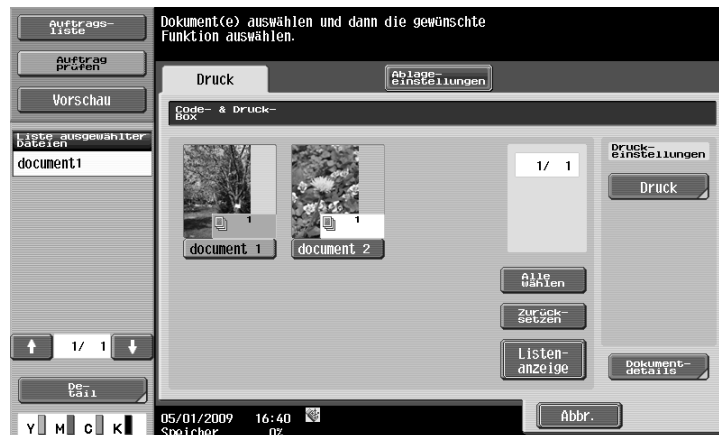 Auftrags-
liste
Auftrag
prüfen
Vorschau
Liste ausgewählter
Dateien
document1
1/ 1
De-
tail
Y M C K
Dokument(e) auswählen und dann die gewünschte
Funktion auswählen.
Druck
Ablage-
einstellungen
Code- & Druck-
Box
1
document 1
1
document 2
1/ 1
Alle
wählen
Zurück-
setzen
Listen-
anzeige
Druck-
einstellungen
Druck
Dokument-
details
Abbr.
05/01/2009 16:40
Speicher 0%